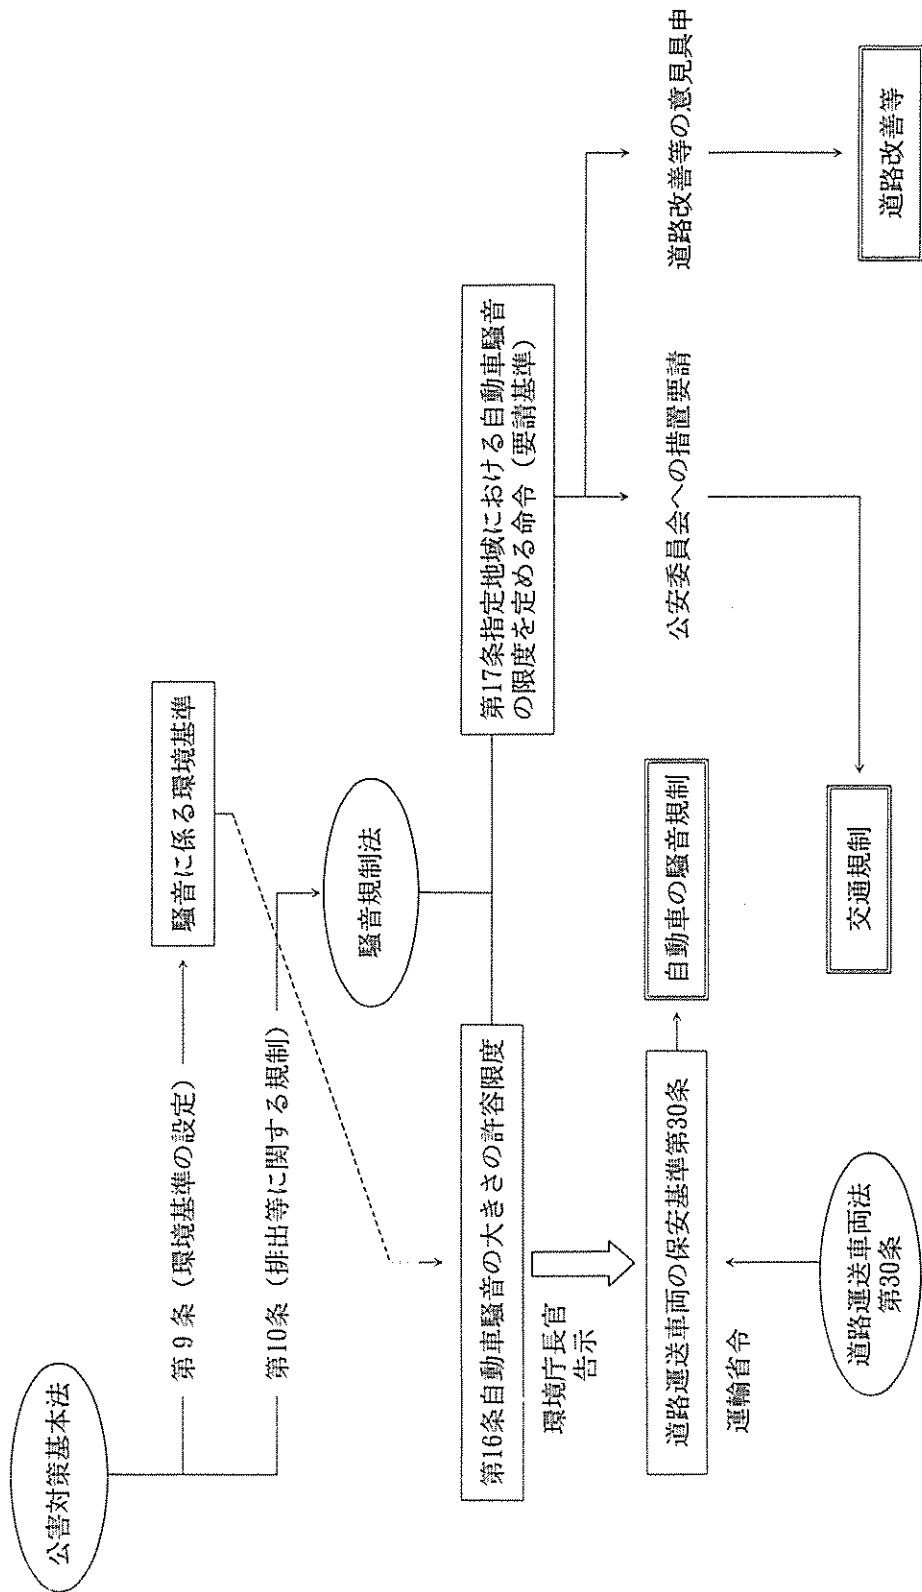 公害対策基本法
第9条（環境基準の設定）
騒音に係る環境基準
第10条（排出等に関する規制）
騒音規制法
第16条自動車騒音の大きさの許容限度
第17条指定地域における自動車騒音
の限度を定める命令（要請基準）
環境庁長官
告示
道路運送車両の保安基準第30条
自動車の騒音規制
公安委員会への措置要請
道路改善等の意見具申
運輸省令
道路運送車両法
第30条
交通規制
道路改善等